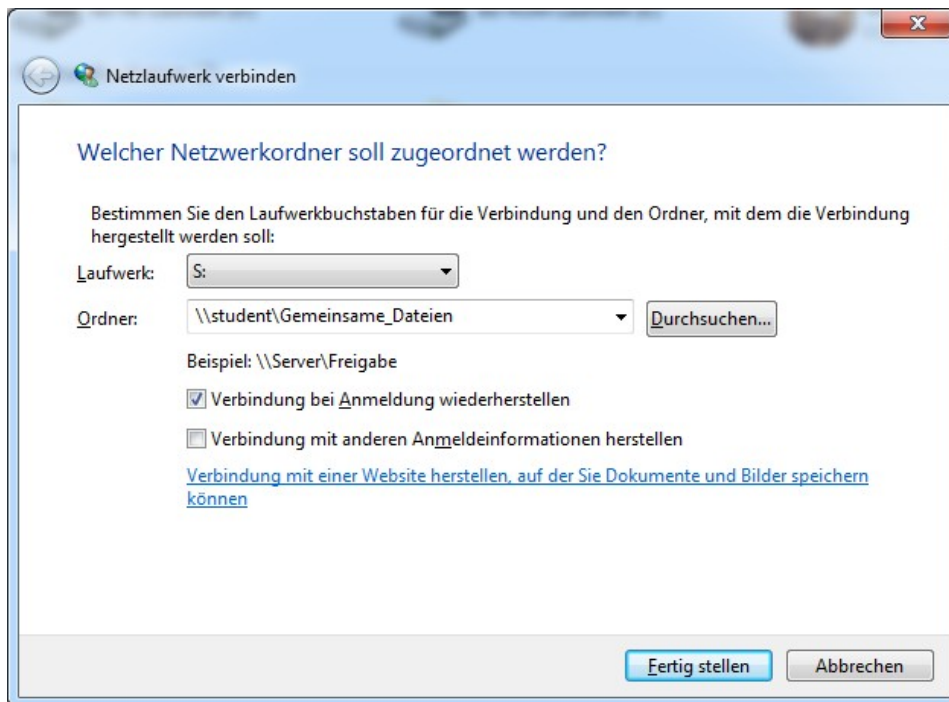 Netzlaufwerk verbinden
Welcher Netzwerkordner soll zugeordnet werden?
Bestimmen Sie den Laufwerkbuchstaben für die Verbindung und den Ordner, mit dem die Verbindung
hergestellt werden soll:
Laufwerk: S:
Ordner: \\student\Gemeinsame_Dateien Durchsuchen...
Beispiel: \\Server\Freigabe
Verbindung bei Anmeldung wiederherstellen
Verbindung mit anderen Anmeldeinformationen herstellen
Verbindung mit einer Website herstellen, auf der Sie Dokumente und Bilder speichern
können
Fertig stellen Abbrechen